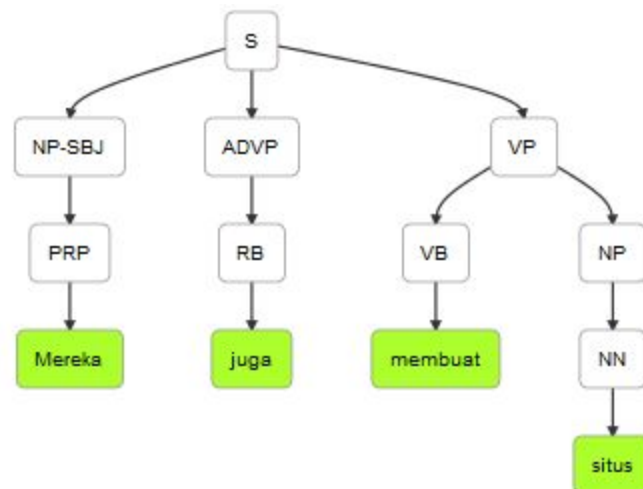 S
NP-SBJ ADVP VP
PRP RB VB NP
Mereka juga membuat NN
situs